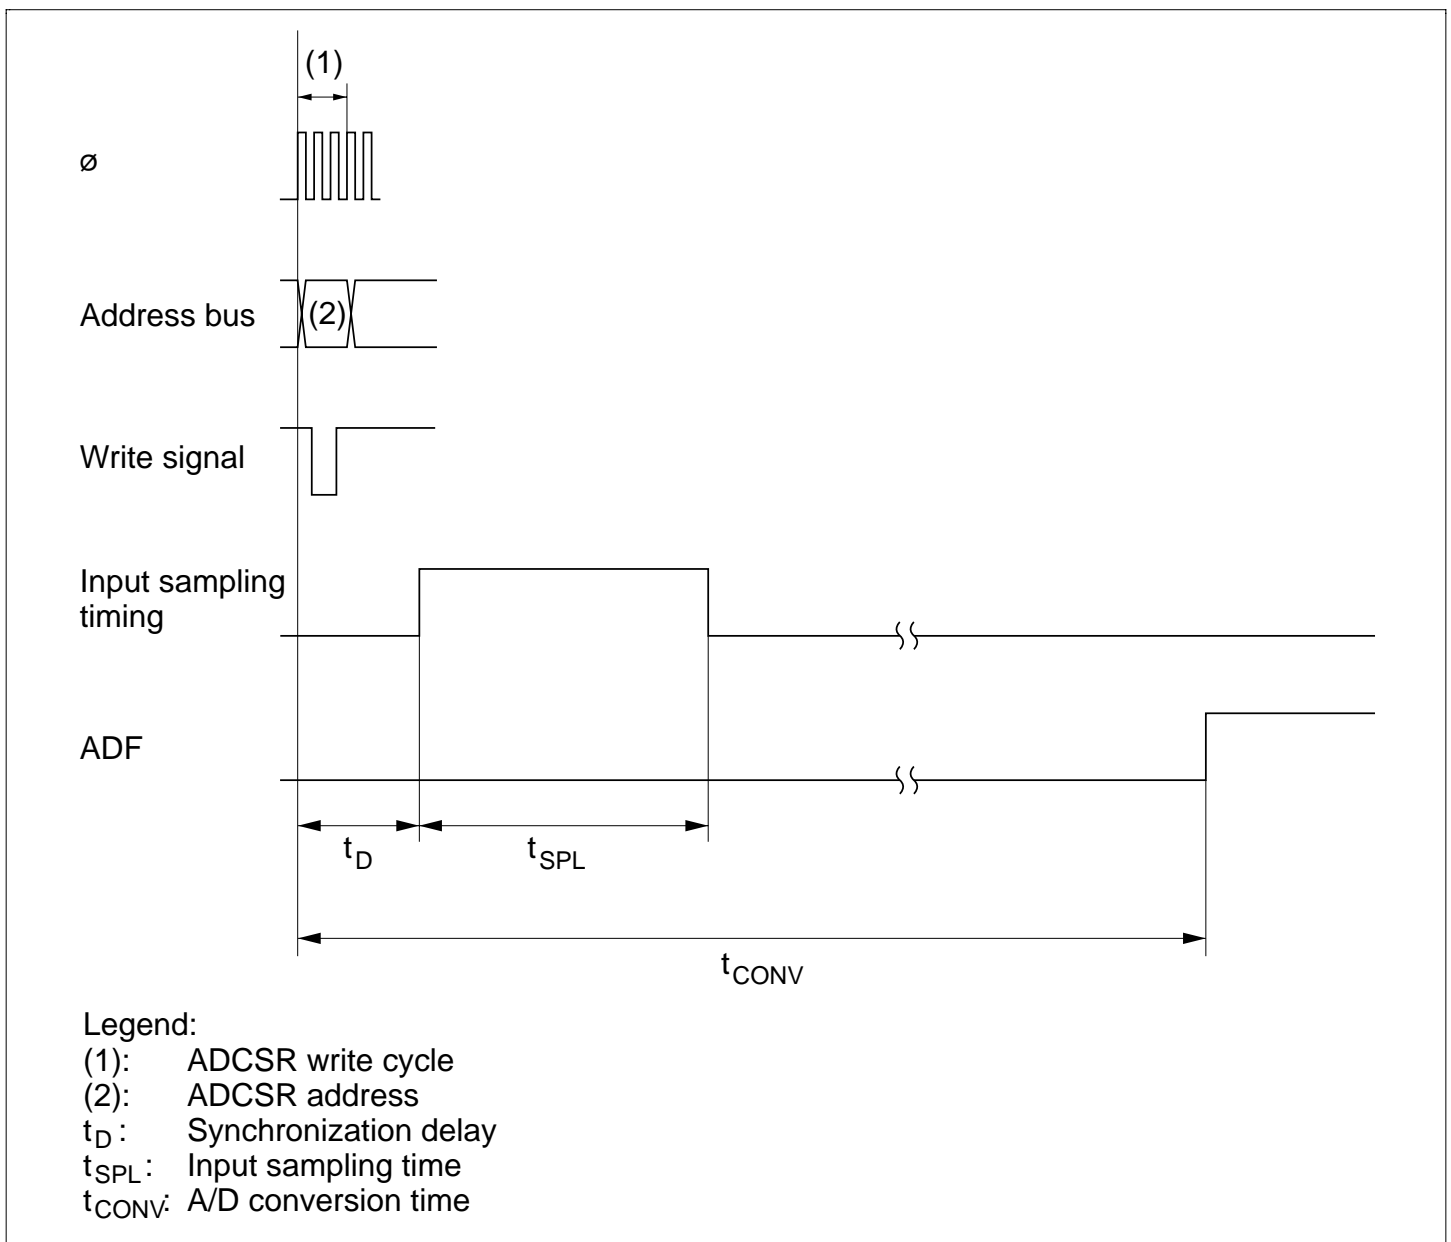 (1)
ø
Address bus
(2)
Write signal
Input sampling
timing
ADF
tD
tSPL
tCONV
Legend:
(1): ADCSR write cycle
(2): ADCSR address
tD : Synchronization delay
tSPL : Input sampling time
tCONV: A/D conversion time